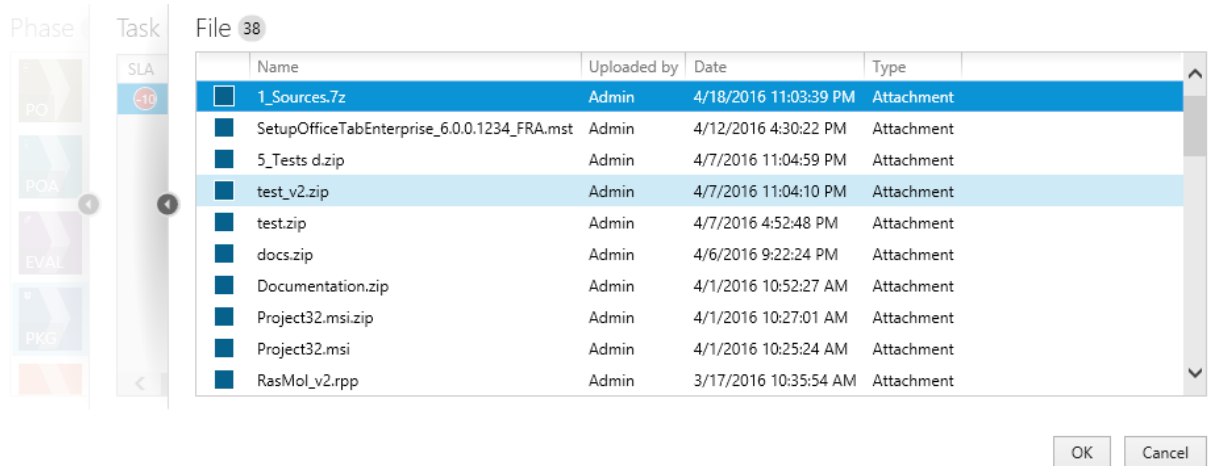 Phase Task File 38
SLA Name Uploaded by Date Type
-10 1_Sources.7z Admin 4/18/2016 11:03:39 PM Attachment
PO SetupOfficeTabEnterprise_6.0.0.1234_FRA.mst Admin 4/12/2016 4:30:22 PM Attachment
5_Tests d.zip Admin 4/7/2016 11:04:59 PM Attachment
POA test_v2.zip Admin 4/7/2016 11:04:10 PM Attachment
test.zip Admin 4/7/2016 4:52:48 PM Attachment
EVAL docs.zip Admin 4/6/2016 9:22:24 PM Attachment
Documentation.zip Admin 4/1/2016 10:52:27 AM Attachment
Project32.msi.zip Admin 4/1/2016 10:27:01 AM Attachment
PKG Project32.msi Admin 4/1/2016 10:25:24 AM Attachment
RasMol_v2.rpp Admin 3/17/2016 10:35:54 AM Attachment
OK Cancel